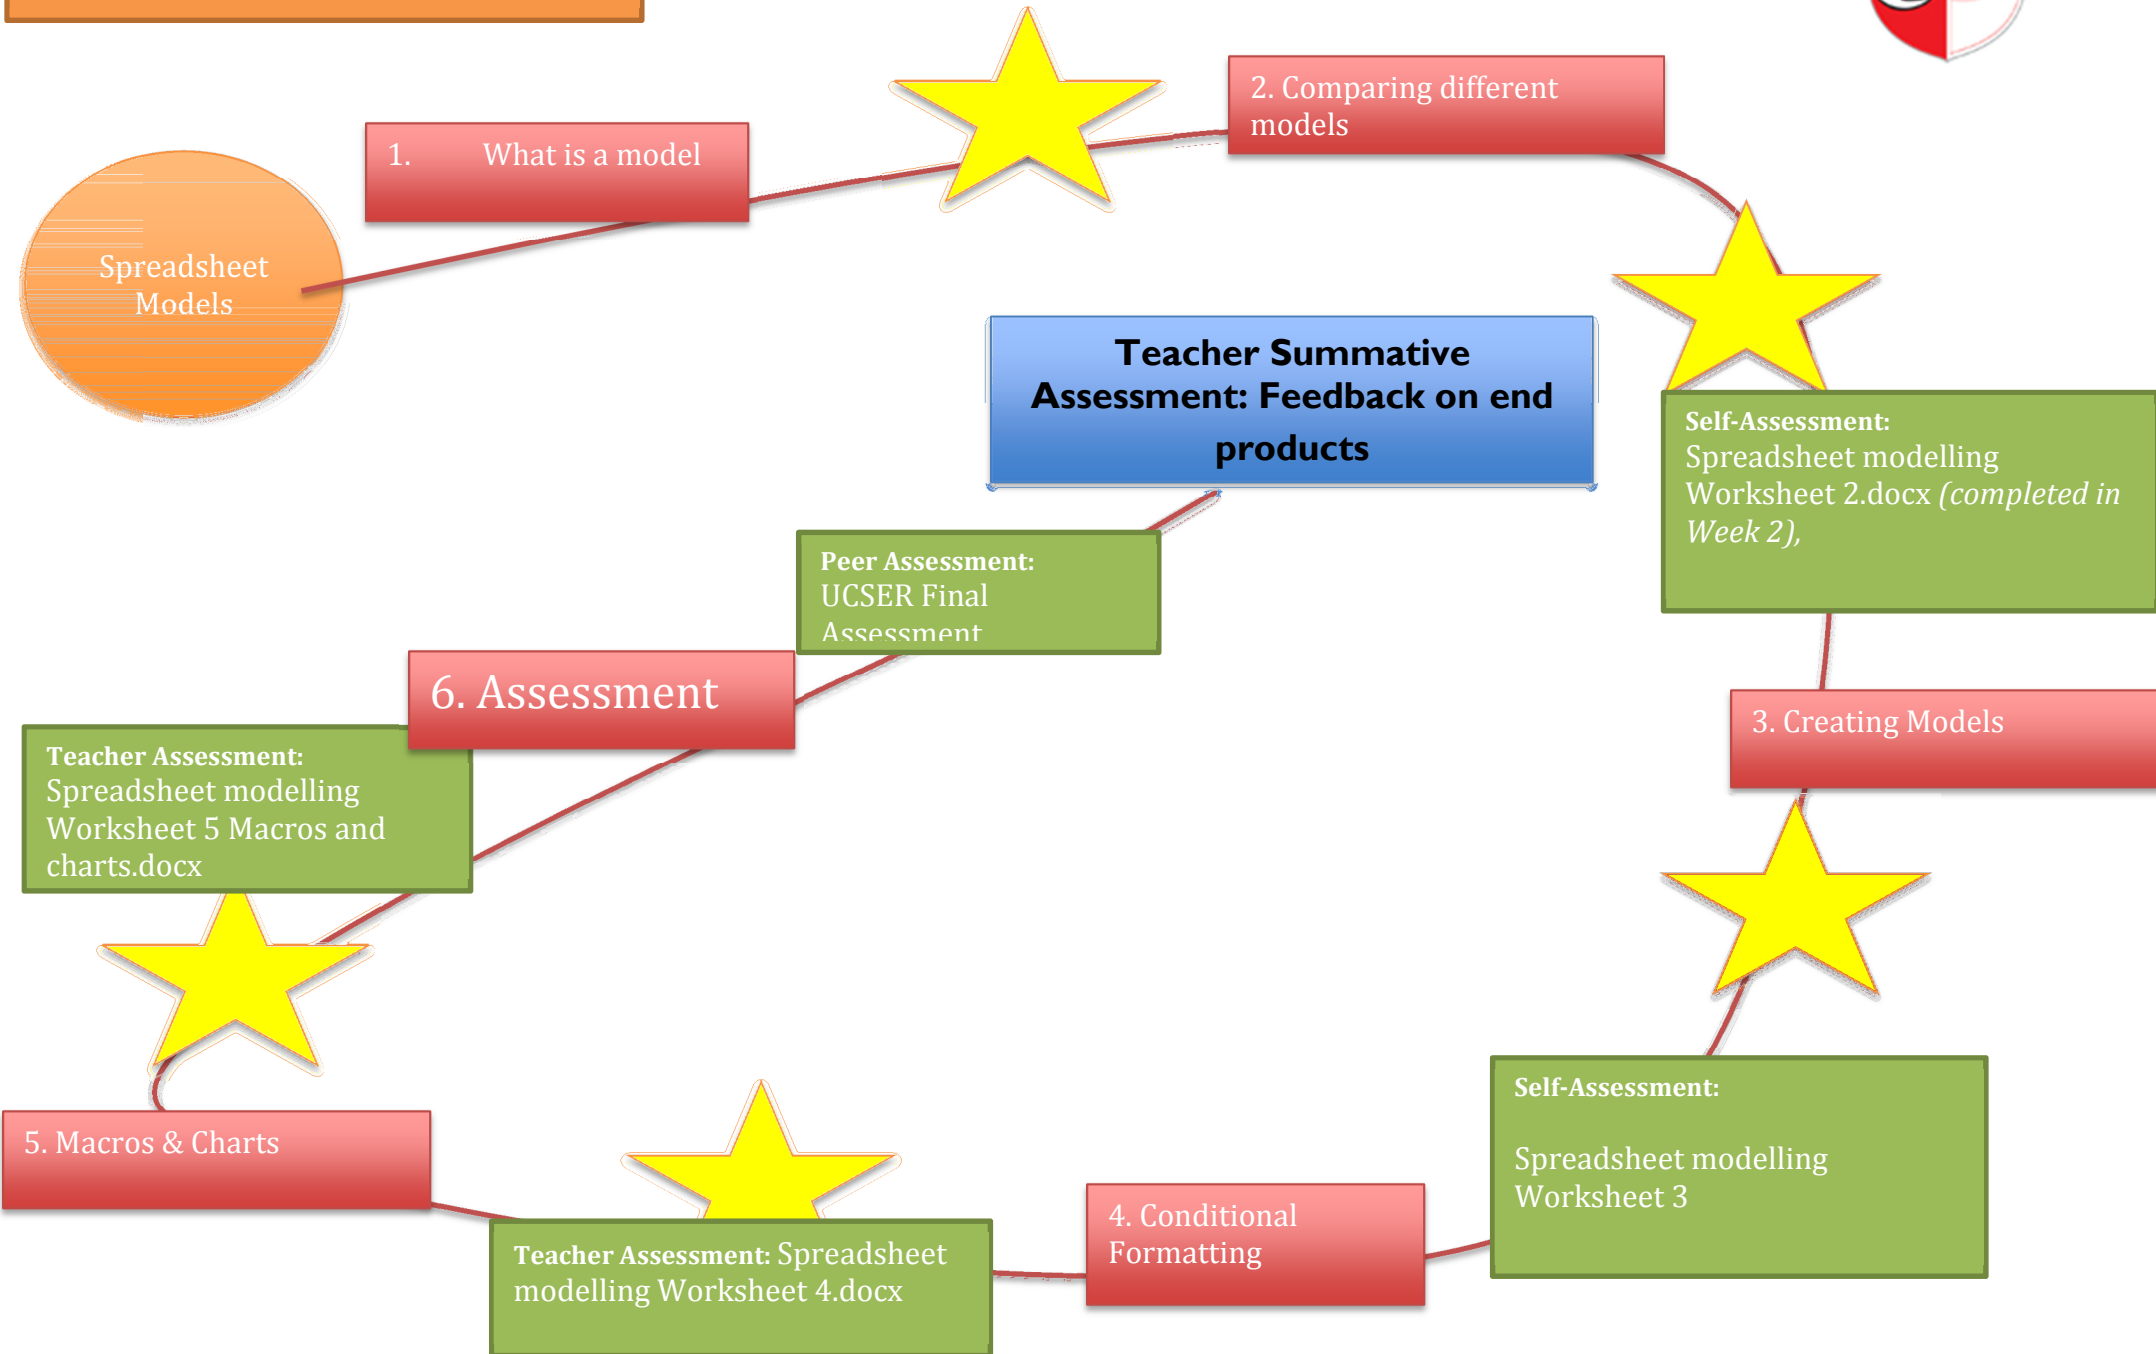 Spreadsheet
Models
1. What is a model
2. Comparing different
models
Self-Assessment:
Spreadsheet modelling
Worksheet 2.docx (completed in
Week 2),
3. Creating Models
Self-Assessment:
Spreadsheet modelling
Worksheet 3
4. Conditional
Formatting
Teacher Assessment: Spreadsheet
modelling Worksheet 4.docx
5. Macros & Charts
Teacher Assessment:
Spreadsheet modelling
Worksheet 5 Macros and
charts.docx
6. Assessment
Peer Assessment:
UCSER Final
Assessment
Teacher Summative
Assessment: Feedback on end
products